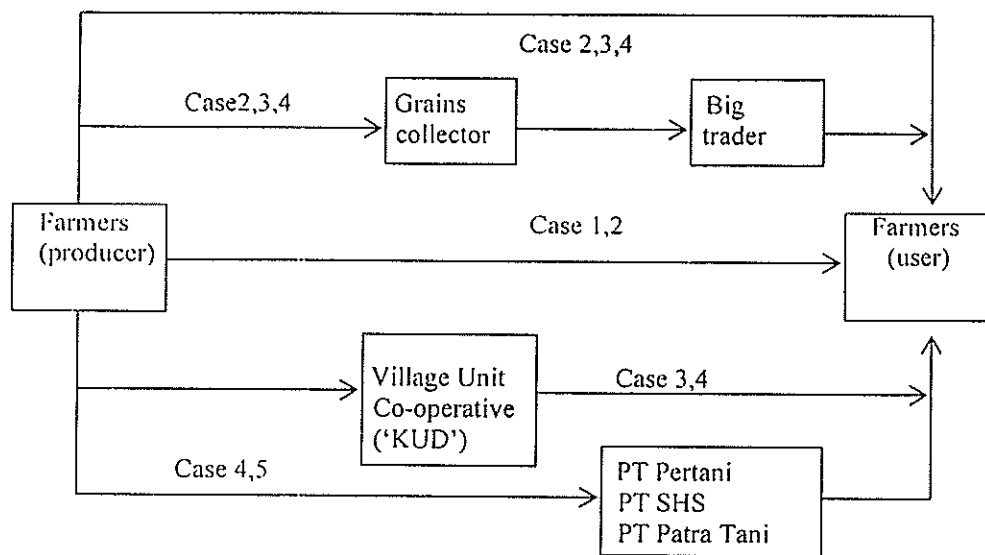 Case 2,3,4
Case2,3,4
Grains
collector
Big
trader
Farmers
(producer)
Case 1,2
Farmers
(user)
Village Unit
Co-operative
('KUD')
Case 3,4
Case 4,5
PT Pertani
PT SHS
PT Patra Tani